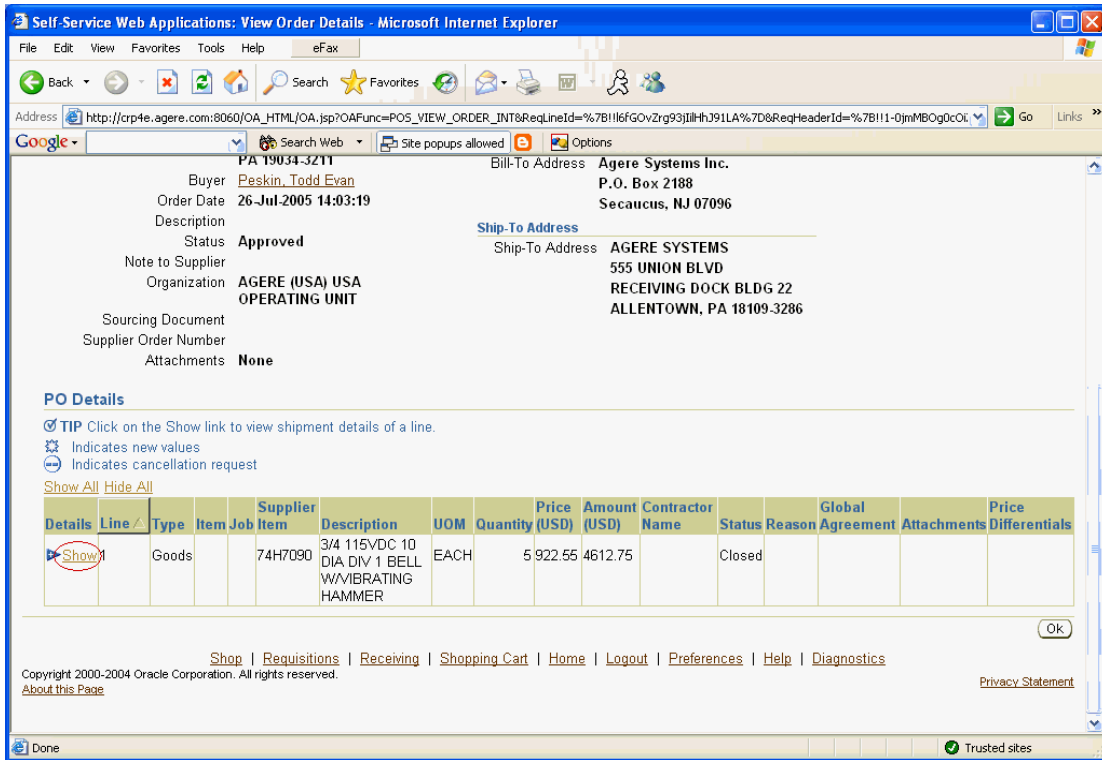 Self-Service Web Applications: View Order Details - Microsoft Internet Explorer
File Edit View Favorites Tools Help eFax
Back Search Favorites
Address http://crp4e.agere.com:8060/OA_HTML/OA.jsp?OAFunc=POS_VIEW_ORDER_INT&ReqLineId= Go Links »
Google Search Web Site popups allowed Options
PA 19034-3211
Buyer Peskin, Todd Evan
Order Date 26-Jul-2005 14:03:19
Description
Status Approved
Note to Supplier
Organization AGERE (USA) USA
OPERATING UNIT
Sourcing Document
Supplier Order Number
Attachments None
Bill-To Address Agere Systems Inc.
P.O. Box 2188
Secaucus, NJ 07096
Ship-To Address
Ship-To Address AGERE SYSTEMS
555 UNION BLVD
RECEIVING DOCK BLDG 22
ALLENTOWN, PA 18109-3286
PO Details
TIP Click on the Show link to view shipment details of a line.
Indicates new values
Indicates cancellation request
Show All Hide All
Details Line Type Item Job Supplier Item Description UOM Quantity Price (USD) Amount (USD) Contractor Name Status Reason Global Agreement Attachments Price Differentials
Show 1 Goods 74H7090 3/4 115VDC 10 EACH 5 922.55 4612.75 Closed
DIA DIV 1 BELL
W/VIBRATING
HAMMER
Ok
Shop | Requisitions | Receiving | Shopping Cart | Home | Logout | Preferences | Help | Diagnostics
Copyright 2000-2004 Oracle Corporation. All rights reserved.
About this Page
Privacy Statement
Done
Trusted sites